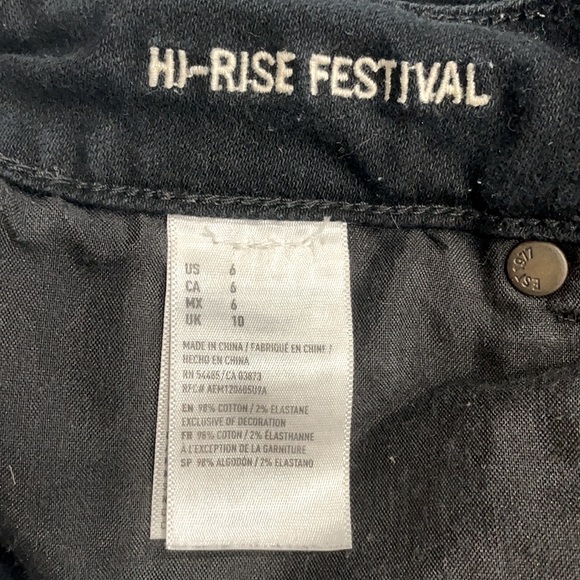 HI-RISE FESTIVAL
US 6
CA 6
MX 6
UK 10
MADE IN CHINA / FABRIQUÉ EN CHINE /
HECHO EN CHINA
RN 54485/CA 03873
RFC# AEM120605U9A
EN 98% COTTON / 2% ELASTANE
EXCLUSIVE OF DECORATION
FR 98% COTON / 2% ÉLASTHANNE
À L'EXCEPTION DE LA GARNITURE
SP 98% ALGODÓN / 2% ELASTANO
1917